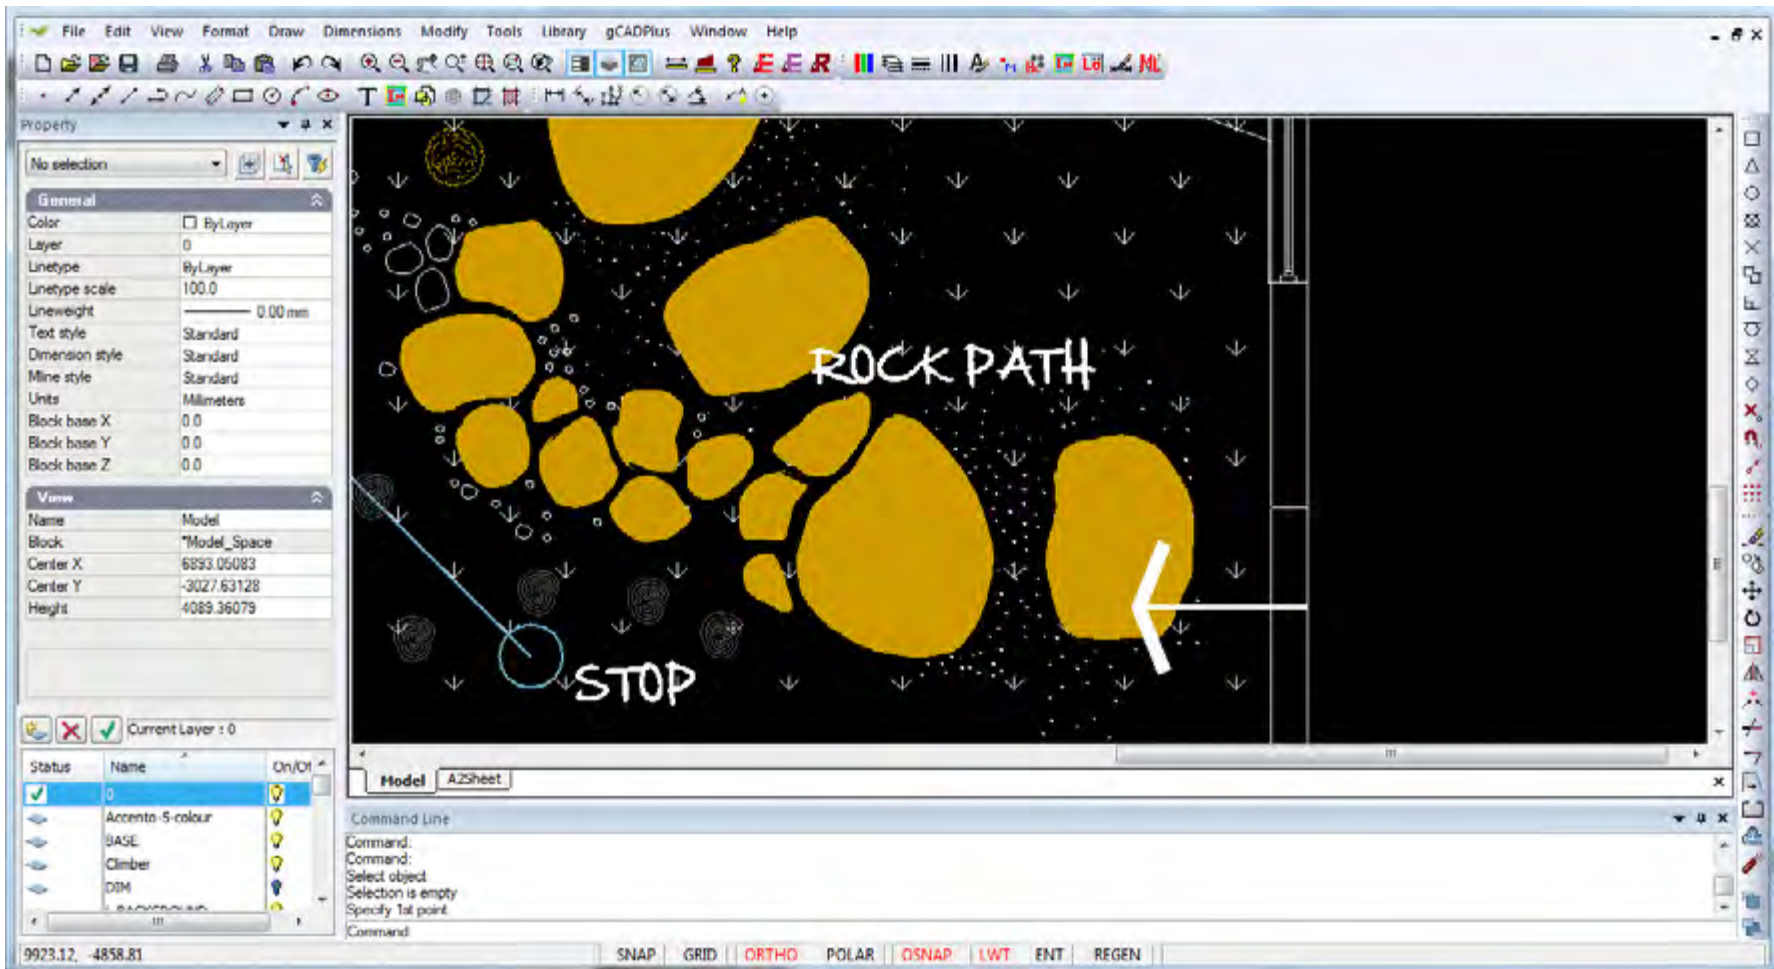 File Edit View Format Draw Dimensions Modify Tools Library gCADPlus Window Help
Property
No selection
General
Color ByLayer
Layer 0
Linetype ByLayer
Linetype scale 100.0
Lineweight 0.00 mm
Text style Standard
Dimension style Standard
Mline style Standard
Units Millimeters
Block base X 0.0
Block base Y 0.0
Block base Z 0.0
View
Name Model
Block *Model_Space
Center X 6893.05083
Center Y -3027.63128
Height 4089.36079
Current Layer : 0
Status Name On/Of
0
Accento-5-colour
BASE
Climber
DIM
ROCK PATH
STOP
Model A2Sheet
Command Line
Command:
Command:
Select object
Selection is empty
Specify 1st point
Command
9923.12, -4858.81 SNAP GRID ORTHO POLAR OSNAP LWT ENT REGEN